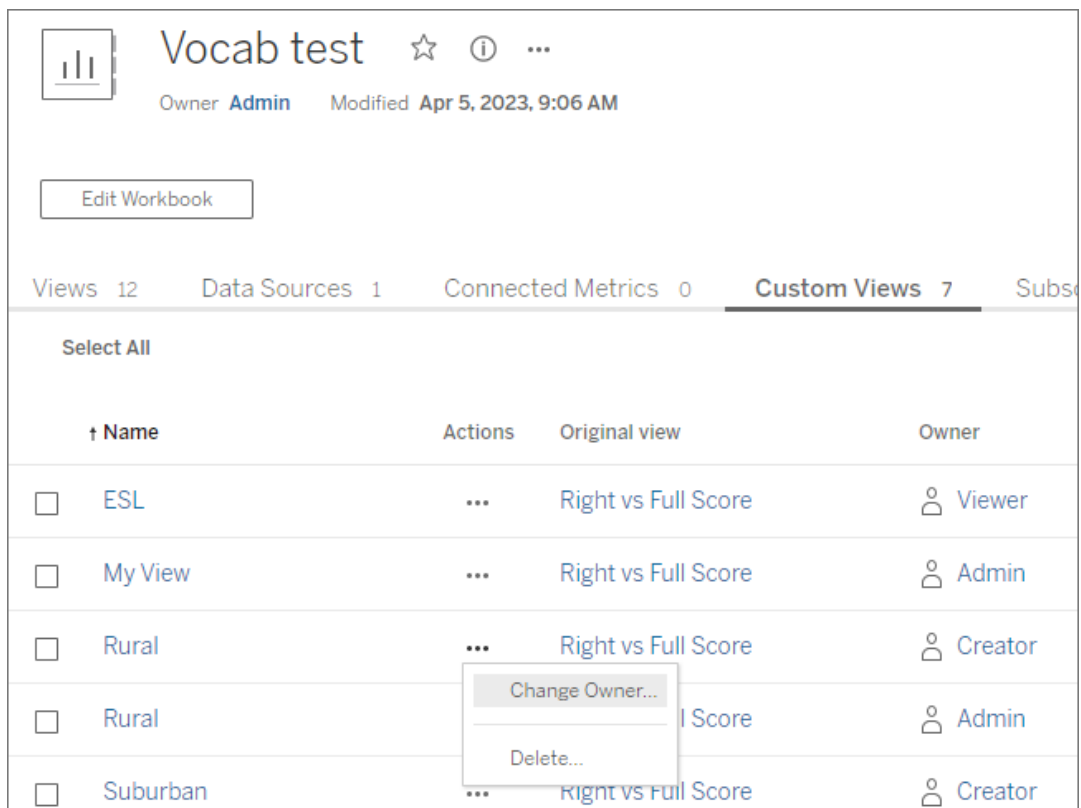 Vocab test
Owner Admin Modified Apr 5, 2023, 9:06 AM
Edit Workbook
Views 12 Data Sources 1 Connected Metrics 0 Custom Views 7
Select All
↑ Name Actions Original view Owner
ESL ••• Right vs Full Score Viewer
My View ••• Right vs Full Score Admin
Rural ••• Right vs Full Score Creator
Change Owner...
Rural l Score Admin
Delete...
Suburban ••• Right vs Full Score Creator